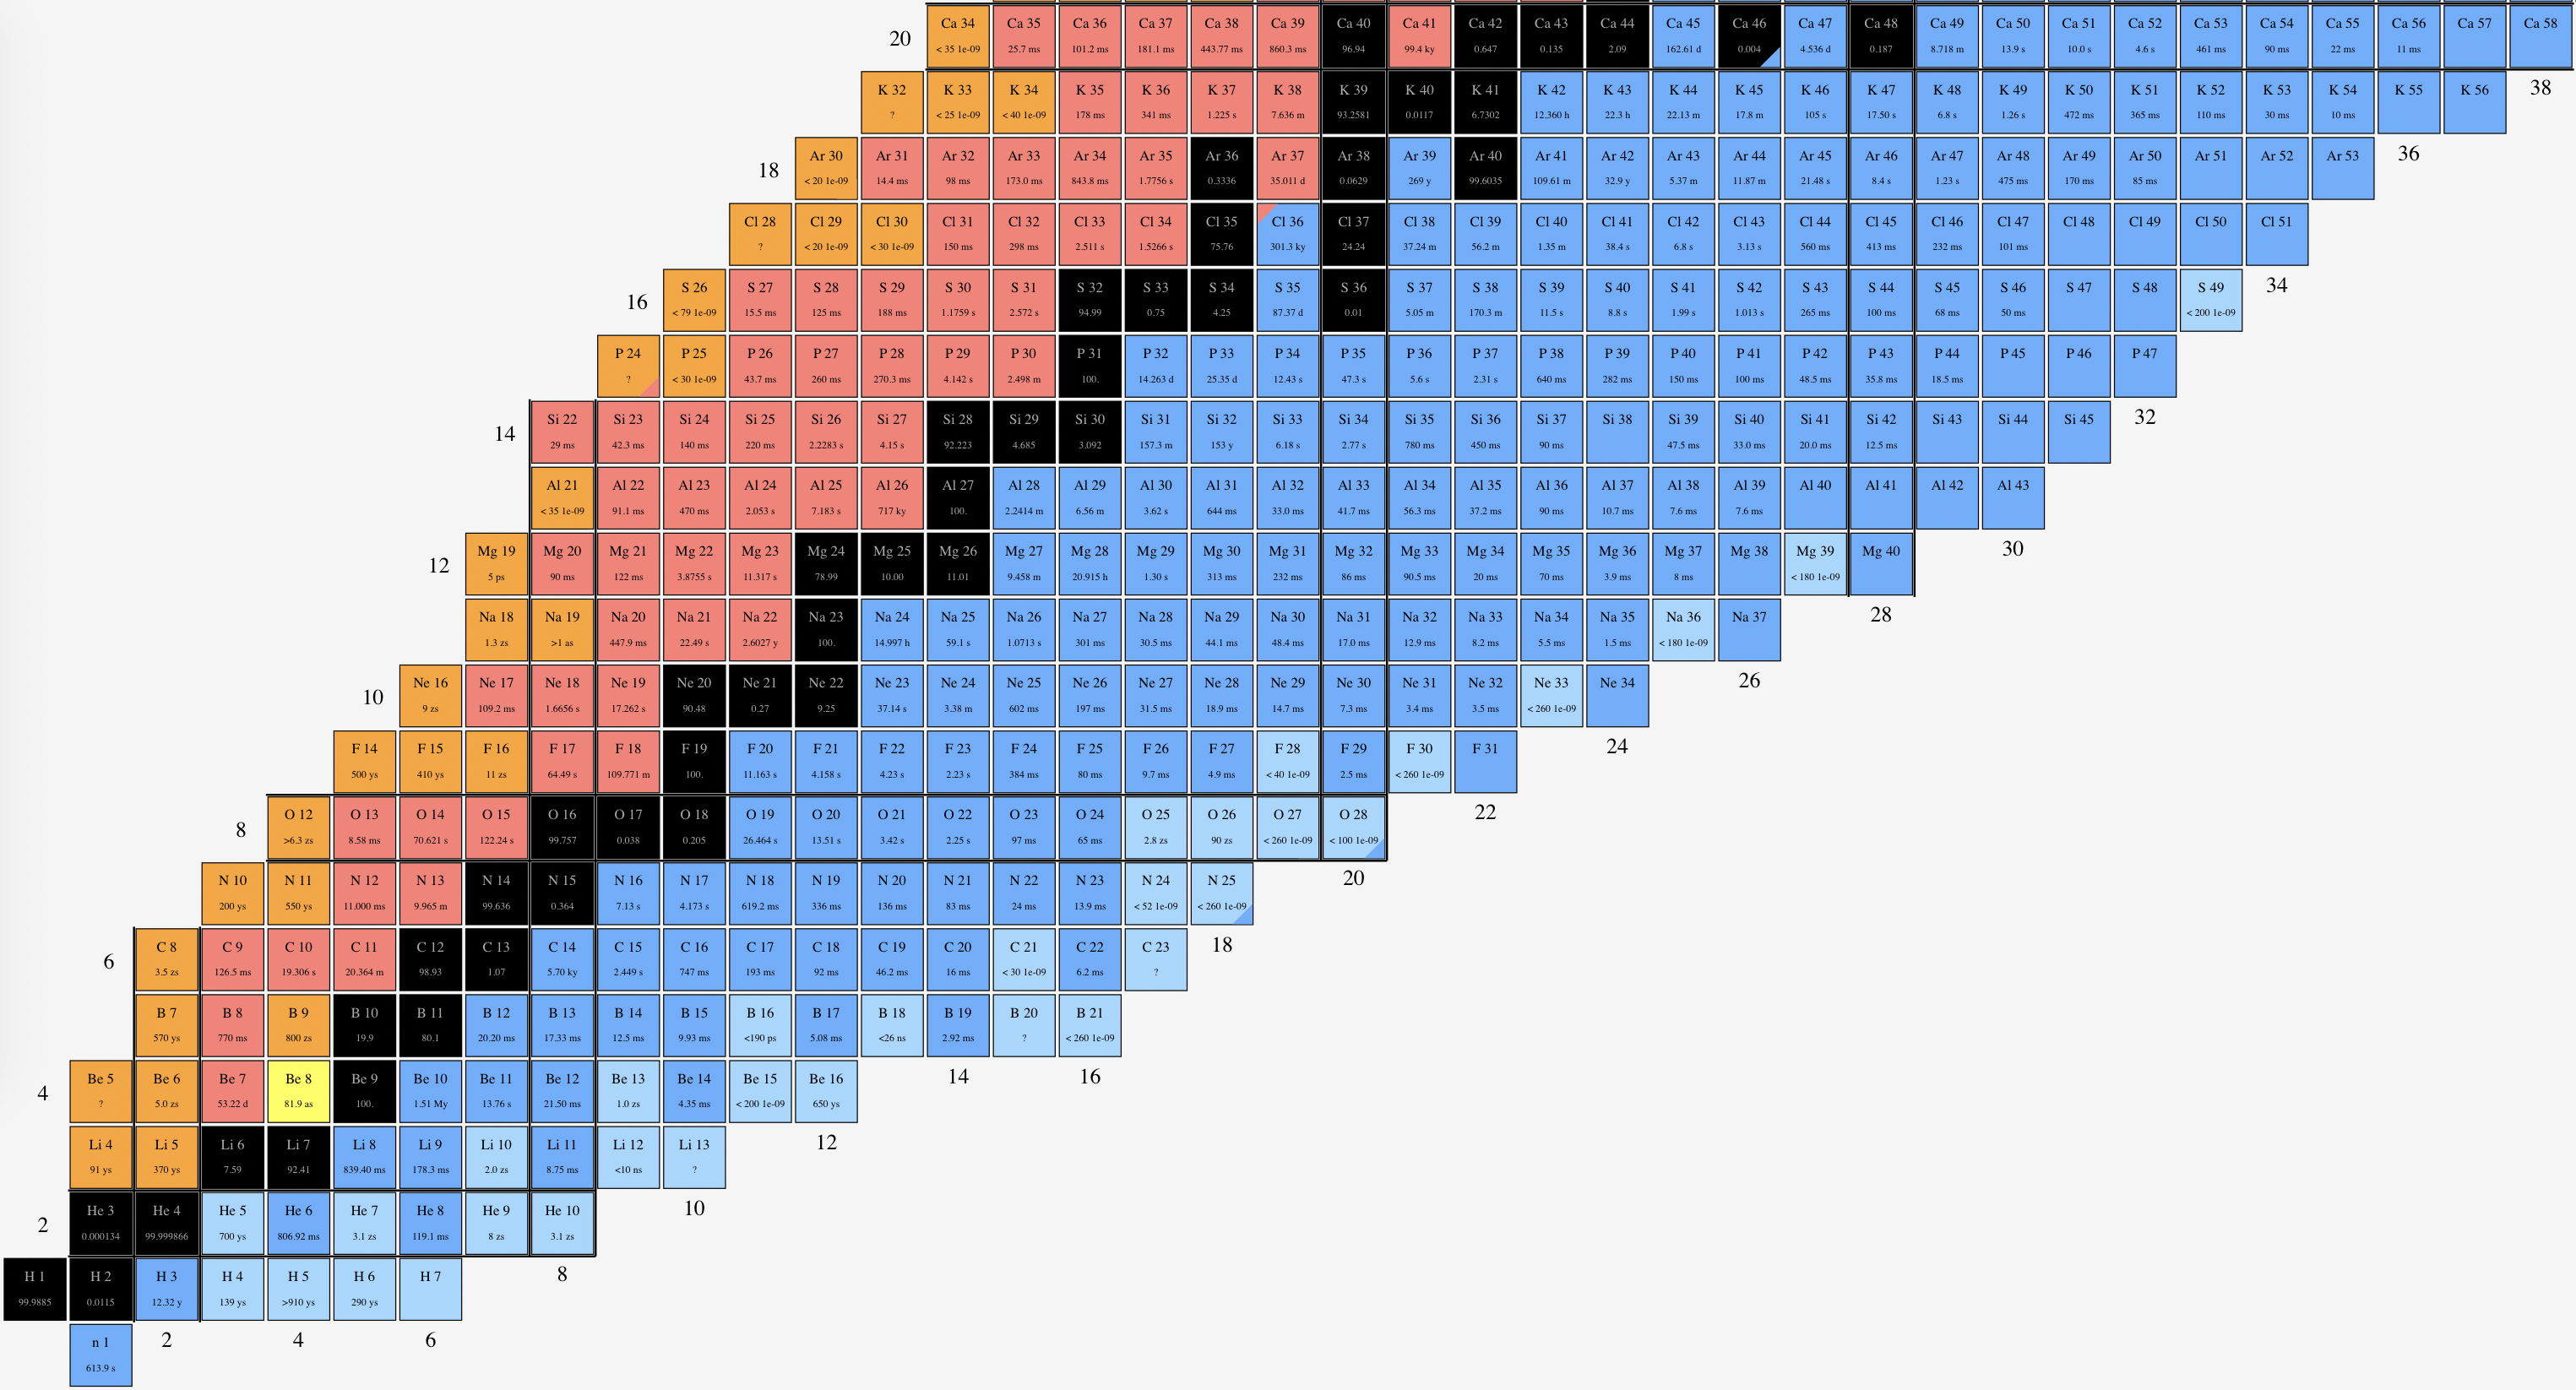 20 Ca 34 Ca 35 Ca 36 Ca 37 Ca 38 Ca 39 Ca 40 Ca 41 Ca 42 Ca 43 Ca 44 Ca 45 Ca 46 Ca 47 Ca 48 Ca 49 Ca 50 Ca 51 Ca 52 Ca 53 Ca 54 Ca 55 Ca 56 Ca 57 Ca 58
< 35 1e-09 25.7 ms 101.2 ms 181.1 ms 443.77 ms 860.3 ms 96.94 99.4 ky 0.647 0.135 2.09 162.61 d 0.004 4.536 d 0.187 8.718 m 13.9 s 10.0 s 4.6 s 461 ms 90 ms 22 ms 11 ms
K 32 K 33 K 34 K 35 K 36 K 37 K 38 K 39 K 40 K 41 K 42 K 43 K 44 K 45 K 46 K 47 K 48 K 49 K 50 K 51 K 52 K 53 K 54 K 55 K 56 38
? < 25 1e-09 < 40 1e-09 178 ms 341 ms 1.225 s 7.636 m 93.2581 0.0117 6.7302 12.360 h 22.3 h 22.13 m 17.8 m 105 s 17.50 s 6.8 s 1.26 s 472 ms 365 ms 110 ms 30 ms 10 ms
18 Ar 30 Ar 31 Ar 32 Ar 33 Ar 34 Ar 35 Ar 36 Ar 37 Ar 38 Ar 39 Ar 40 Ar 41 Ar 42 Ar 43 Ar 44 Ar 45 Ar 46 Ar 47 Ar 48 Ar 49 Ar 50 Ar 51 Ar 52 Ar 53 36
< 20 1e-09 14.4 ms 98 ms 173.0 ms 843.8 ms 1.7756 s 0.3336 35.011 d 0.0629 269 y 99.6035 109.61 m 32.9 y 5.37 m 11.87 m 21.48 s 8.4 s 1.23 s 475 ms 170 ms 85 ms
Cl 28 Cl 29 Cl 30 Cl 31 Cl 32 Cl 33 Cl 34 Cl 35 Cl 36 Cl 37 Cl 38 Cl 39 Cl 40 Cl 41 Cl 42 Cl 43 Cl 44 Cl 45 Cl 46 Cl 47 Cl 48 Cl 49 Cl 50 Cl 51
? < 20 1e-09 < 30 1e-09 150 ms 298 ms 2.511 s 1.5266 s 75.76 301.3 ky 24.24 37.24 m 56.2 m 1.35 m 38.4 s 6.8 s 3.13 s 560 ms 413 ms 232 ms 101 ms
16 S 26 S 27 S 28 S 29 S 30 S 31 S 32 S 33 S 34 S 35 S 36 S 37 S 38 S 39 S 40 S 41 S 42 S 43 S 44 S 45 S 46 S 47 S 48 S 49 34
< 79 1e-09 15.5 ms 125 ms 188 ms 1.1759 s 2.572 s 94.99 0.75 4.25 87.37 d 0.01 5.05 m 170.3 m 11.5 s 8.8 s 1.99 s 1.013 s 265 ms 100 ms 68 ms 50 ms < 200 1e-09
P 24 P 25 P 26 P 27 P 28 P 29 P 30 P 31 P 32 P 33 P 34 P 35 P 36 P 37 P 38 P 39 P 40 P 41 P 42 P 43 P 44 P 45 P 46 P 47
? < 30 1e-09 43.7 ms 260 ms 270.3 ms 4.142 s 2.498 m 100. 14.263 d 25.35 d 12.43 s 47.3 s 5.6 s 2.31 s 640 ms 282 ms 150 ms 100 ms 48.5 ms 35.8 ms 18.5 ms
14 Si 22 Si 23 Si 24 Si 25 Si 26 Si 27 Si 28 Si 29 Si 30 Si 31 Si 32 Si 33 Si 34 Si 35 Si 36 Si 37 Si 38 Si 39 Si 40 Si 41 Si 42 Si 43 Si 44 Si 45 32
29 ms 42.3 ms 140 ms 220 ms 2.2283 s 4.15 s 92.223 4.685 3.092 157.3 m 153 y 6.18 s 2.77 s 780 ms 450 ms 90 ms 47.5 ms 33.0 ms 20.0 ms 12.5 ms
Al 21 Al 22 Al 23 Al 24 Al 25 Al 26 Al 27 Al 28 Al 29 Al 30 Al 31 Al 32 Al 33 Al 34 Al 35 Al 36 Al 37 Al 38 Al 39 Al 40 Al 41 Al 42 Al 43
< 35 1e-09 91.1 ms 470 ms 2.053 s 7.183 s 717 ky 100. 2.2414 m 6.56 m 3.62 s 644 ms 33.0 ms 41.7 ms 56.3 ms 37.2 ms 90 ms 10.7 ms 7.6 ms 7.6 ms
12 Mg 19 Mg 20 Mg 21 Mg 22 Mg 23 Mg 24 Mg 25 Mg 26 Mg 27 Mg 28 Mg 29 Mg 30 Mg 31 Mg 32 Mg 33 Mg 34 Mg 35 Mg 36 Mg 37 Mg 38 Mg 39 Mg 40 30
5 ps 90 ms 122 ms 3.8755 s 11.317 s 78.99 10.00 11.01 9.458 m 20.915 h 1.30 s 313 ms 232 ms 86 ms 90.5 ms 20 ms 70 ms 3.9 ms 8 ms < 180 1e-09
Na 18 Na 19 Na 20 Na 21 Na 22 Na 23 Na 24 Na 25 Na 26 Na 27 Na 28 Na 29 Na 30 Na 31 Na 32 Na 33 Na 34 Na 35 Na 36 Na 37 28
1.3 zs >1 as 447.9 ms 22.49 s 2.6027 y 100. 14.997 h 59.1 s 1.0713 s 301 ms 30.5 ms 44.1 ms 48.4 ms 17.0 ms 12.9 ms 8.2 ms 5.5 ms 1.5 ms < 180 1e-09
10 Ne 16 Ne 17 Ne 18 Ne 19 Ne 20 Ne 21 Ne 22 Ne 23 Ne 24 Ne 25 Ne 26 Ne 27 Ne 28 Ne 29 Ne 30 Ne 31 Ne 32 Ne 33 Ne 34 26
9 zs 109.2 ms 1.6656 s 17.262 s 90.48 0.27 9.25 37.14 s 3.38 m 602 ms 197 ms 31.5 ms 18.9 ms 14.7 ms 7.3 ms 3.4 ms 3.5 ms < 260 1e-09
F 14 F 15 F 16 F 17 F 18 F 19 F 20 F 21 F 22 F 23 F 24 F 25 F 26 F 27 F 28 F 29 F 30 F 31 24
500 ys 410 ys 11 zs 64.49 s 109.771 m 100. 11.163 s 4.158 s 4.23 s 2.23 s 384 ms 80 ms 9.7 ms 4.9 ms < 40 1e-09 2.5 ms < 260 1e-09
8 O 12 O 13 O 14 O 15 O 16 O 17 O 18 O 19 O 20 O 21 O 22 O 23 O 24 O 25 O 26 O 27 O 28 22
>6.3 zs 8.58 ms 70.621 s 122.24 s 99.757 0.038 0.205 26.464 s 13.51 s 3.42 s 2.25 s 97 ms 65 ms 2.8 zs 90 zs < 260 1e-09 < 100 1e-09
N 10 N 11 N 12 N 13 N 14 N 15 N 16 N 17 N 18 N 19 N 20 N 21 N 22 N 23 N 24 N 25 20
200 ys 550 ys 11.000 ms 9.965 m 99.636 0.364 7.13 s 4.173 s 619.2 ms 336 ms 136 ms 83 ms 24 ms 13.9 ms < 52 1e-09 < 260 1e-09
6 C 8 C 9 C 10 C 11 C 12 C 13 C 14 C 15 C 16 C 17 C 18 C 19 C 20 C 21 C 22 C 23 18
3.5 zs 126.5 ms 19.306 s 20.364 m 98.93 1.07 5.70 ky 2.449 s 747 ms 193 ms 92 ms 46.2 ms 16 ms < 30 1e-09 6.2 ms ?
B 7 B 8 B 9 B 10 B 11 B 12 B 13 B 14 B 15 B 16 B 17 B 18 B 19 B 20 B 21
570 ys 770 ms 800 zs 19.9 80.1 20.20 ms 17.33 ms 12.5 ms 9.93 ms <190 ps 5.08 ms <26 ns 2.92 ms ? < 260 1e-09
4 Be 5 Be 6 Be 7 Be 8 Be 9 Be 10 Be 11 Be 12 Be 13 Be 14 Be 15 Be 16 14 16
? 5.0 zs 53.22 d 81.9 as 100. 1.51 My 13.76 s 21.50 ms 1.0 zs 4.35 ms < 200 1e-09 650 ys
Li 4 Li 5 Li 6 Li 7 Li 8 Li 9 Li 10 Li 11 Li 12 Li 13 12
91 ys 370 ys 7.59 92.41 839.40 ms 178.3 ms 2.0 zs 8.75 ms <10 ns ?
2 He 3 He 4 He 5 He 6 He 7 He 8 He 9 He 10 10
0.000134 99.999866 700 ys 806.92 ms 3.1 zs 119.1 ms 8 zs 3.1 zs
H 1 H 2 H 3 H 4 H 5 H 6 H 7 8
99.9885 0.0115 12.32 y 139 ys >910 ys 290 ys
n 1 2 4 6
613.9 s